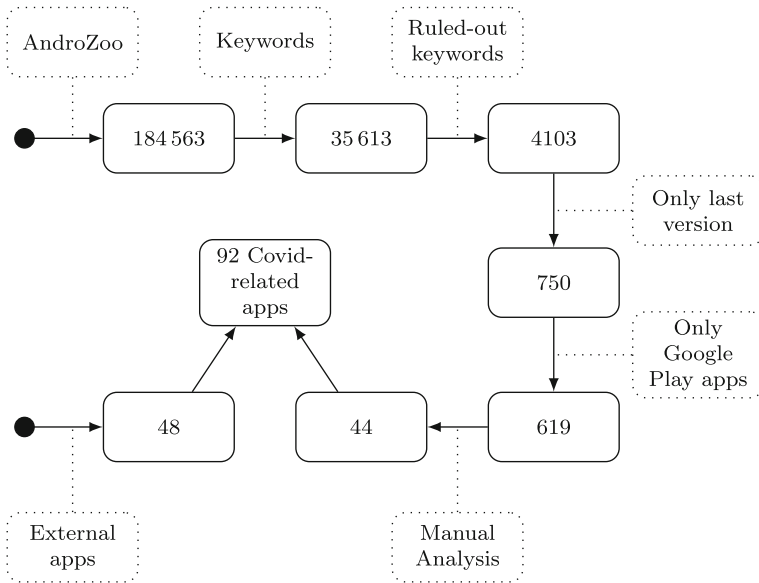 AndroZoo
Keywords
Ruled-out
keywords
184 563
35 613
4103
Only last
version
92 Covid-
related
apps
750
Only
Google
Play apps
48
44
619
External
apps
Manual
Analysis